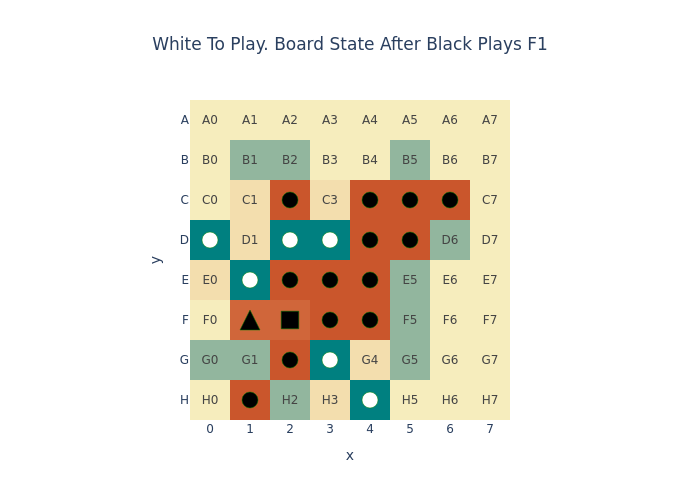 White To Play. Board State After Black Plays F1
A A0 A1 A2 A3 A4 A5 A6 A7
B B0 B1 B2 B3 B4 B5 B6 B7
C C0 C1 C3 C7
D D1 D6 D7
E E0 E5 E6 E7
F F0 F5 F6 F7
G G0 G1 G4 G5 G6 G7
H H0 H2 H3 H5 H6 H7
0 1 2 3 4 5 6 7
x
y